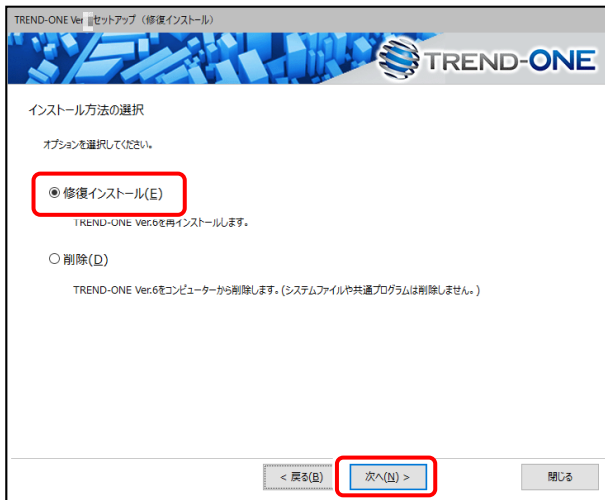 TREND-ONE Ver セットアップ（修復インストール）
TREND-ONE
インストール方法の選択
オプションを選択してください。
修復インストール(E)
TREND-ONE Ver.6を再インストールします。
削除(D)
TREND-ONE Ver.6をコンピューターから削除します。(システムファイルや共通プログラムは削除しません。)
< 戻る(B)
次へ(N) >
閉じる